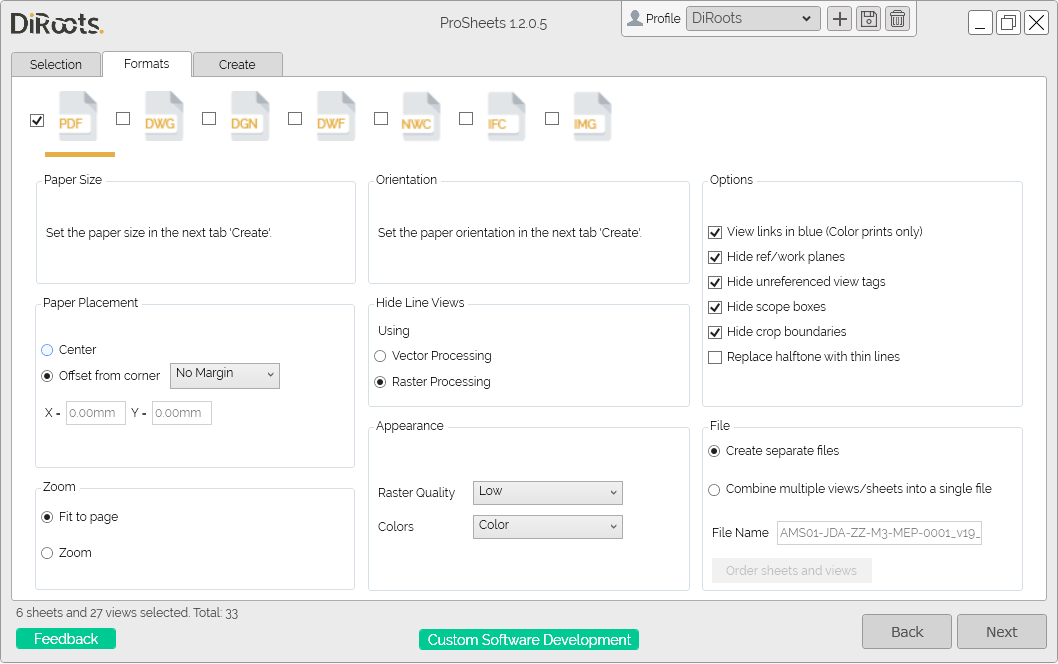 DiRoots.
ProSheets 1.2.0.5
Profile
DiRoots
Selection
Formats
Create
PDF
DWG
DGN
DWF
NWC
IFC
IMG
Paper Size
Set the paper size in the next tab 'Create'.
Orientation
Set the paper orientation in the next tab 'Create'.
Options
View links in blue (Color prints only)
Hide ref/work planes
Hide unreferenced view tags
Hide scope boxes
Hide crop boundaries
Replace halftone with thin lines
Paper Placement
Center
Offset from corner
No Margin
X = 0.00mm Y = 0.00mm
Hide Line Views
Using
Vector Processing
Raster Processing
Zoom
Fit to page
Zoom
Appearance
Raster Quality Low
Colors Color
File
Create separate files
Combine multiple views/sheets into a single file
File Name AMS01-JDA-ZZ-M3-MEP-0001_v19_
Order sheets and views
6 sheets and 27 views selected. Total: 33
Feedback
Custom Software Development
Back
Next